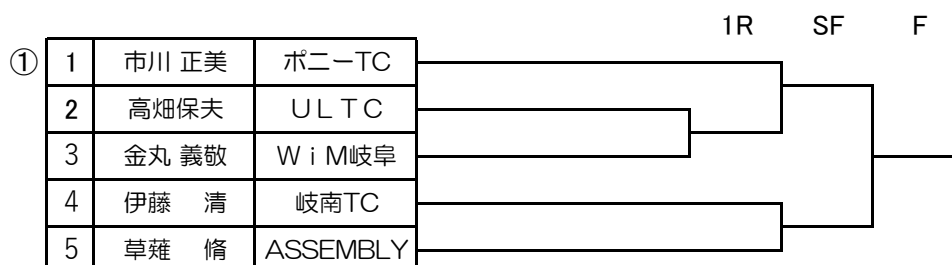 1R SF F
① 1 市川 正美 ポニーTC
2 高畑保夫 ULTC
3 金丸 義敬 WiM岐阜
4 伊藤 清 岐南TC
5 草薙 脩 ASSEMBLY